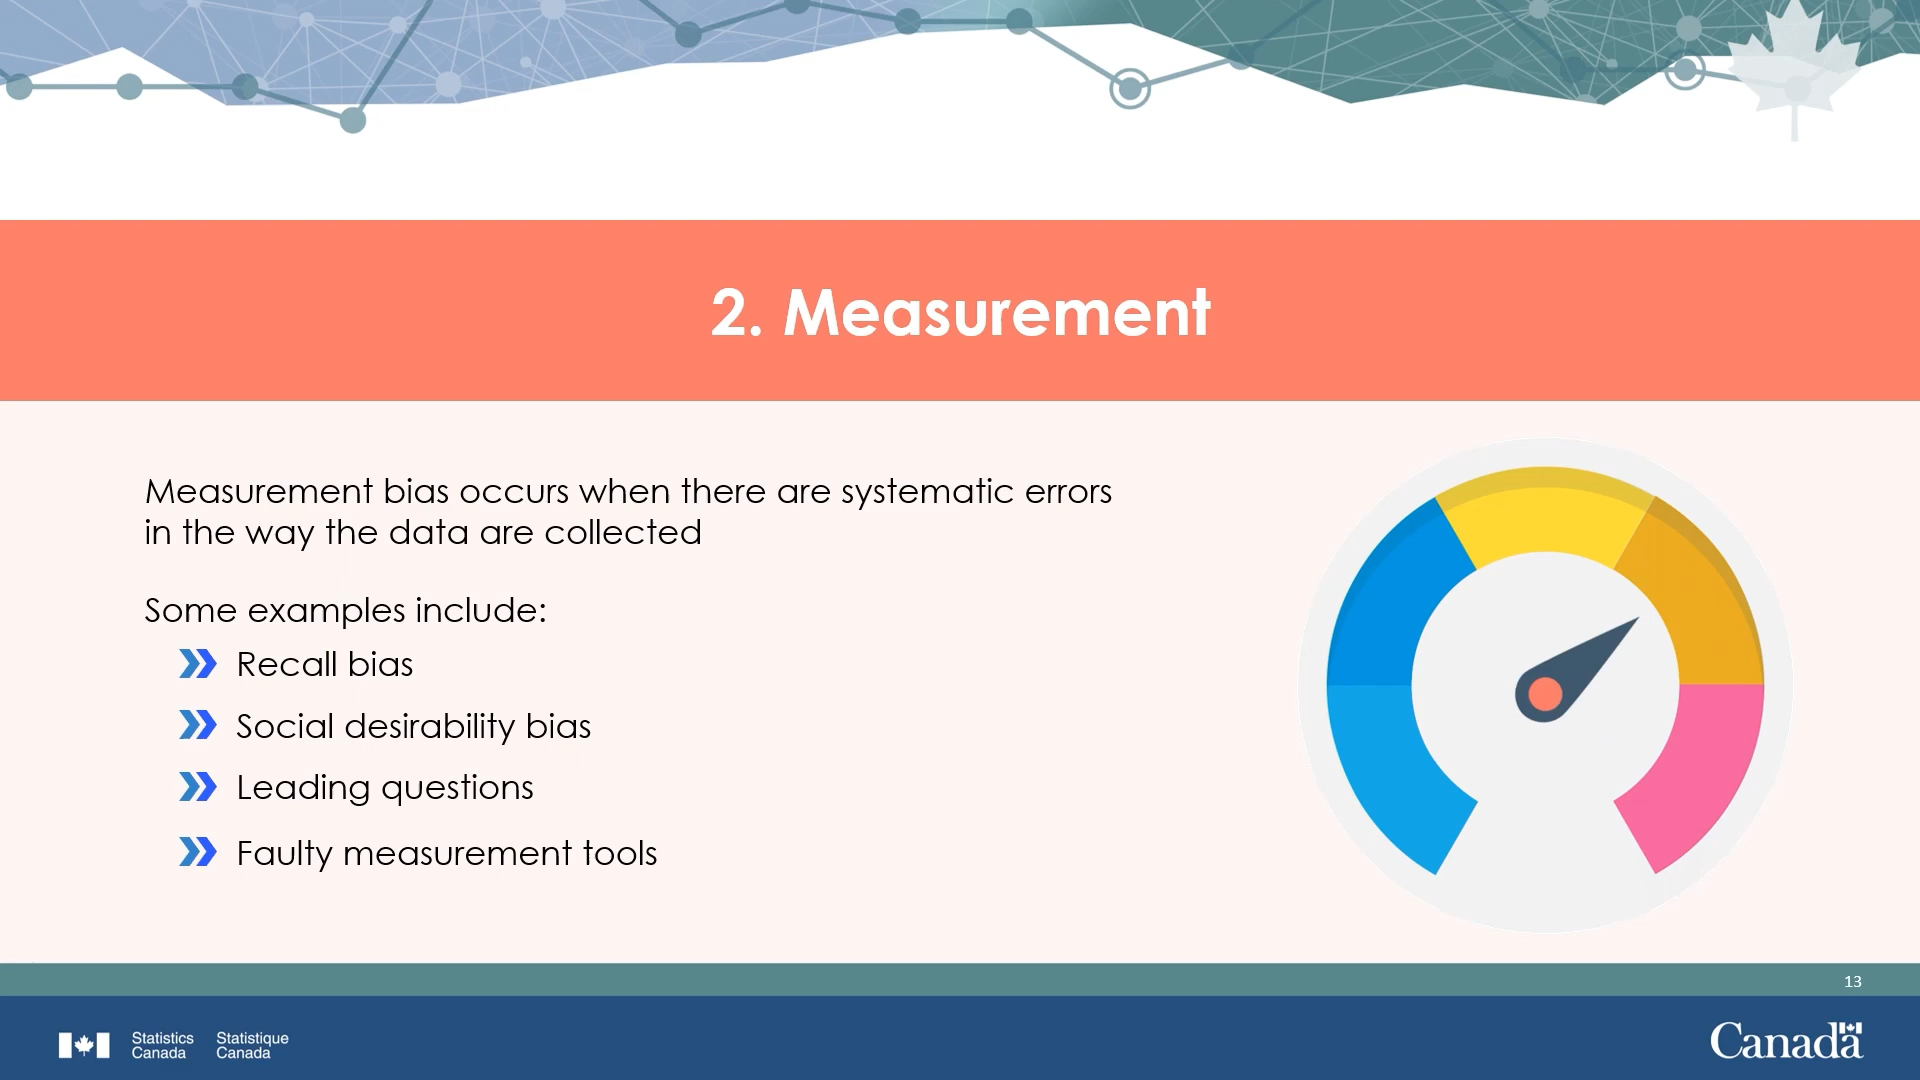 2. Measurement
Measurement bias occurs when there are systematic errors
in the way the data are collected
Some examples include:
Recall bias
Social desirability bias
Leading questions
Faulty measurement tools
13
Statistics Canada
Statistique Canada
Canada